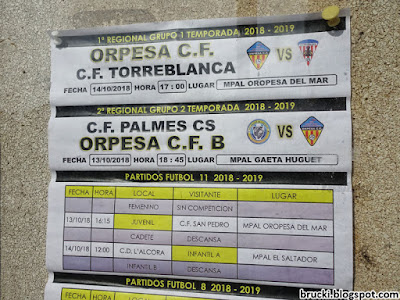 1ª REGIONAL GRUPO 1 TEMPORADA 2018 - 2019
ORPESA C.F.
VS
C.F. TORREBLANCA
FECHA 14/10/2018 HORA 17 : 00 LUGAR MPAL OROPESA DEL MAR
2ª REGIONAL GRUPO 2 TEMPORADA 2018 - 2019
C.F. PALMES CS
VS
ORPESA C.F. B
FECHA 13/10/2018 HORA 18 : 45 LUGAR MPAL GAETA HUGUET
PARTIDOS FUTBOL 11 2018 - 2019
FECHA HORA LOCAL VISITANTE LUGAR
FEMENINO SIN COMPETICION
13/10/18 16:15 JUVENIL C.F. SAN PEDRO MPAL OROPESA DEL MAR
CADETE DESCANSA
14/10/18 12:00 C.D. L'ALCORA INFANTIL A MPAL EL SALTADOR
INFANTIL B DESCANSA
PARTIDOS FUTBOL 8 2018 - 2019
LUGAR
brucki.blogspot.com